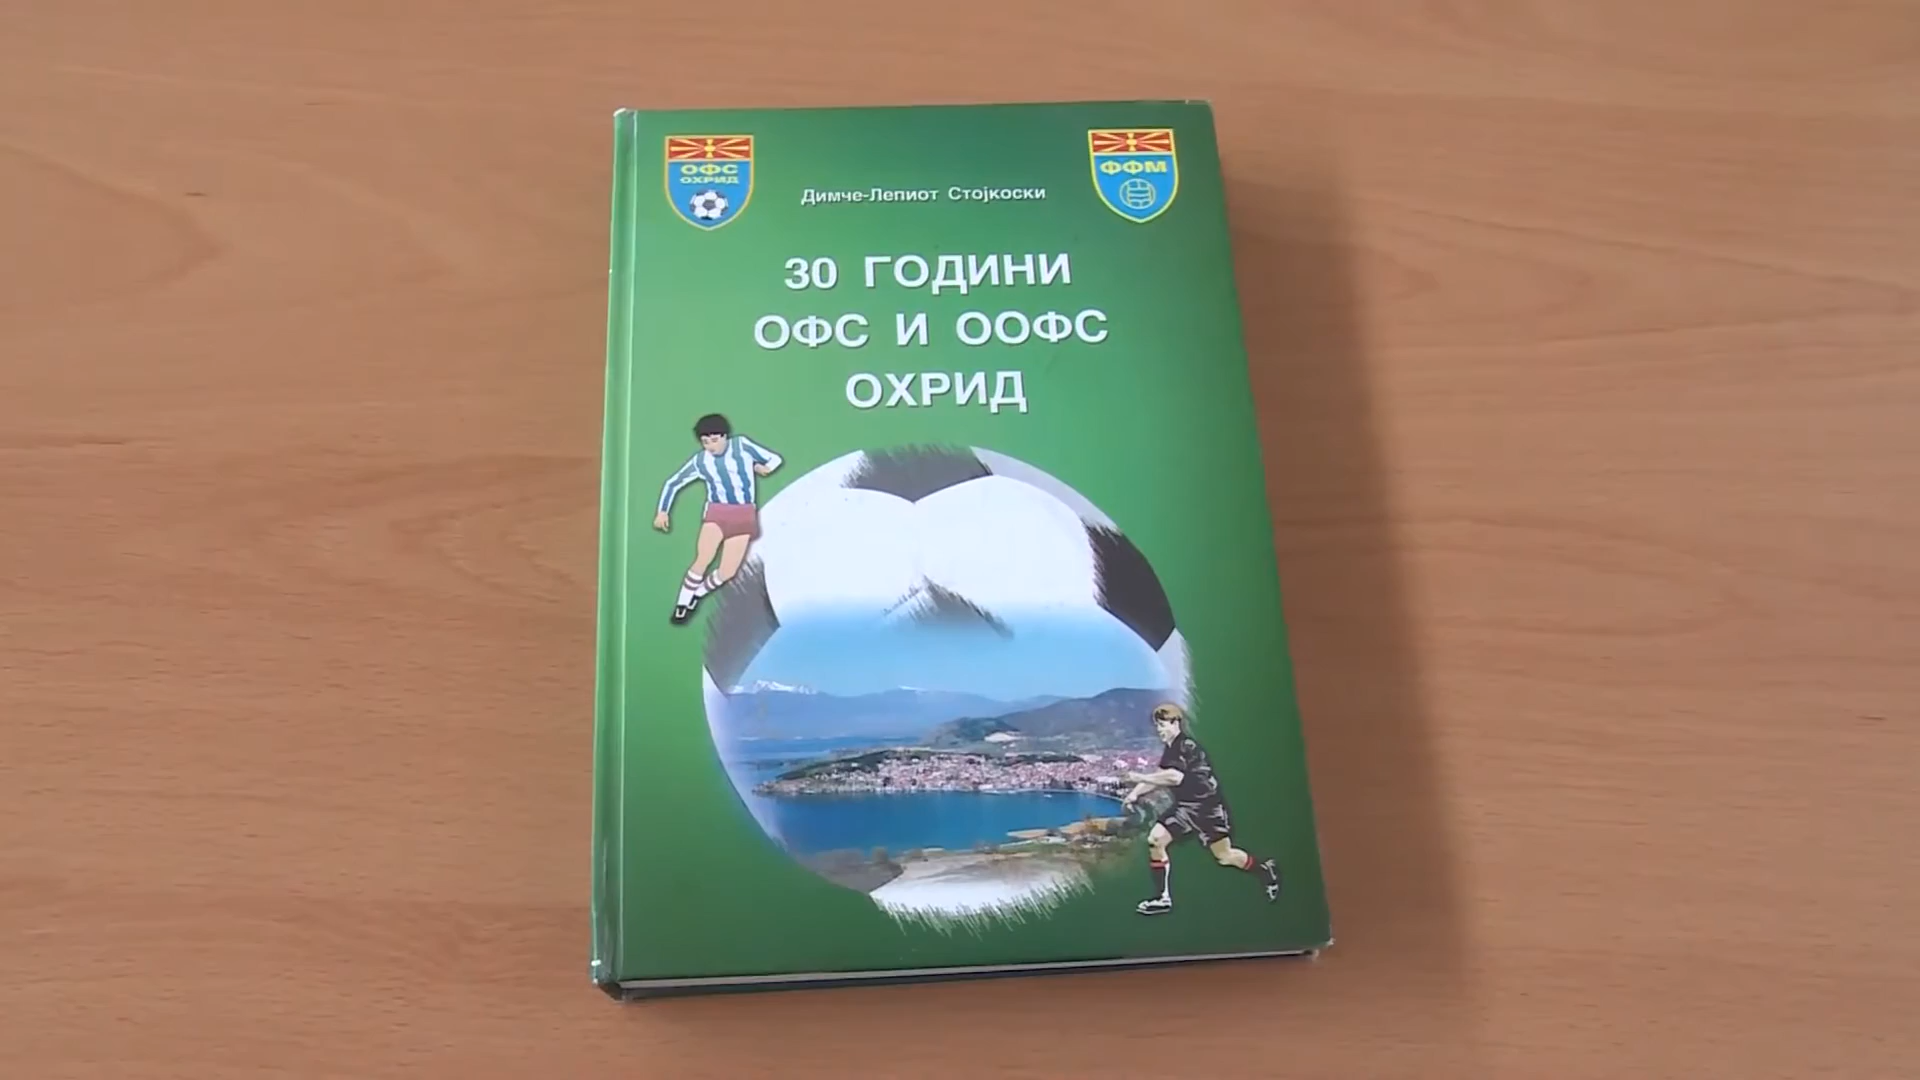 ОФС
ОХРИД
ФФМ
Димче-Лепиот Стојкоски
30 ГОДИНИ
ОФС И ООФС
ОХРИД